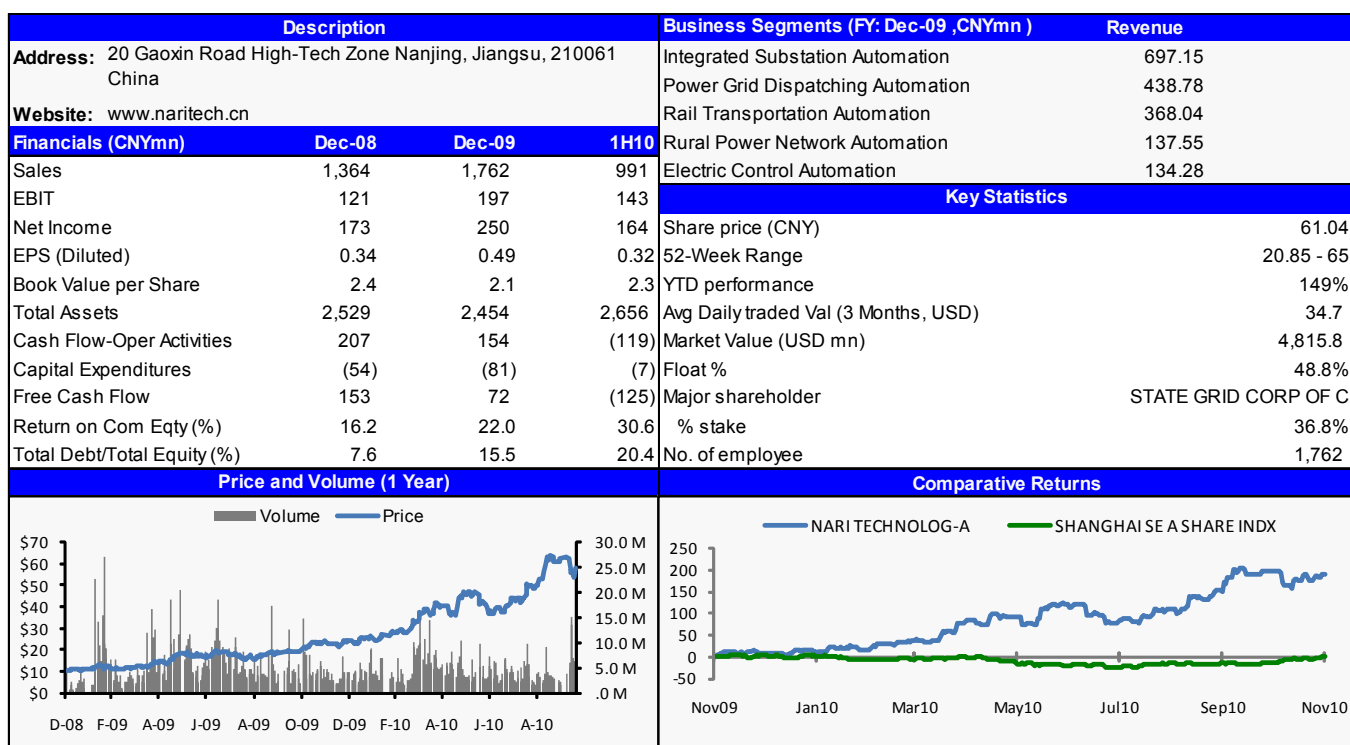 Description
Address: 20 Gaoxin Road High-Tech Zone Nanjing, Jiangsu, 210061
China
Website: www.naritech.cn
Financials (CNYmn) Dec-08 Dec-09 1H10
Sales 1,364 1,762 991
EBIT 121 197 143
Net Income 173 250 164
EPS (Diluted) 0.34 0.49 0.32
Book Value per Share 2.4 2.1 2.3
Total Assets 2,529 2,454 2,656
Cash Flow-Oper Activities 207 154 (119)
Capital Expenditures (54) (81) (7)
Free Cash Flow 153 72 (125)
Return on Com Eqty (%) 16.2 22.0 30.6
Total Debt/Total Equity (%) 7.6 15.5 20.4
Business Segments (FY: Dec-09 ,CNYmn ) Revenue
Integrated Substation Automation 697.15
Power Grid Dispatching Automation 438.78
Rail Transportation Automation 368.04
Rural Power Network Automation 137.55
Electric Control Automation 134.28
Key Statistics
Share price (CNY) 61.04
52-Week Range 20.85 - 65
YTD performance 149%
Avg Daily traded Val (3 Months, USD) 34.7
Market Value (USD mn) 4,815.8
Float % 48.8%
Major shareholder STATE GRID CORP OF C
% stake 36.8%
No. of employee 1,762
Price and Volume (1 Year)
Volume Price
$70 30.0 M
$60 25.0 M
$50 20.0 M
$40
$30 15.0 M
$20 10.0 M
$10 5.0 M
$0 .0 M
D-08 F-09 A-09 J-09 A-09 O-09 D-09 F-10 A-10 J-10 A-10
Comparative Returns
NARI TECHNOLOG-A SHANGHAI SE A SHARE INDX
250
200
150
100
50
0
-50
Nov09 Jan10 Mar10 May10 Jul10 Sep10 Nov10